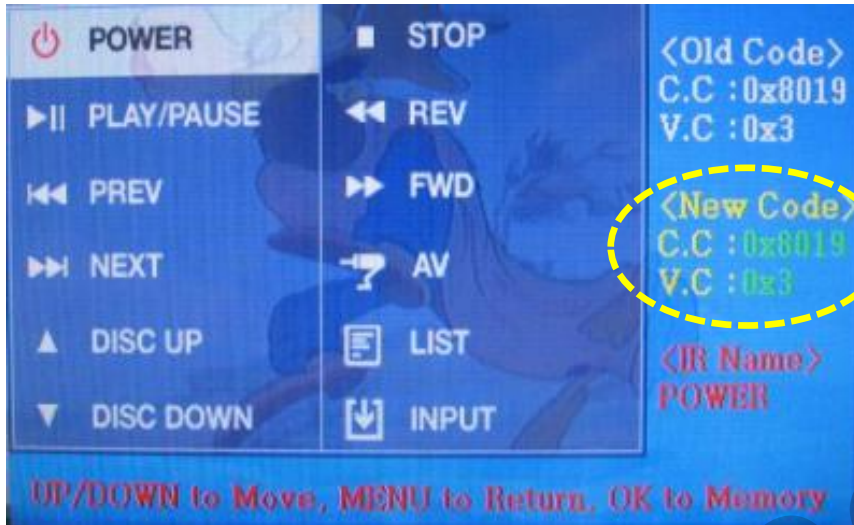 POWER
PLAY/PAUSE
PREV
NEXT
DISC UP
DISC DOWN
STOP
REV
FWD
AV
LIST
INPUT
<Old Code>
C.C :0x8019
V.C :0x3
<New Code>
C.C :0x8019
V.C :0x3
<IR Name>
POWER
UP/DOWN to Move, MENU to Return, OK to Memory